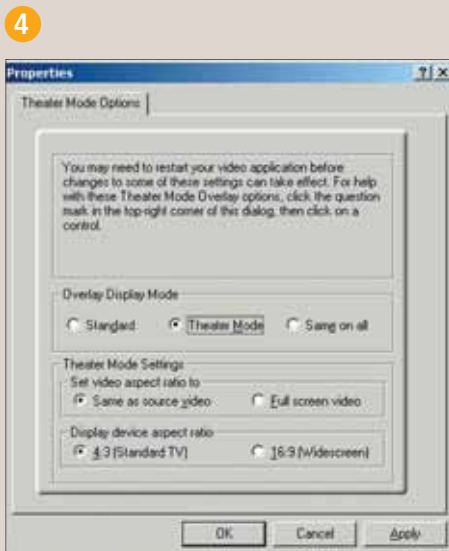 4
Properties
Theater Mode Options
You may need to restart your video application before
changes to some of these settings can take effect. For help
with these Theater Mode Overlay options, click the question
mark in the top-right corner of this dialog, then click on a
control.
Overlay Display Mode
Standard Theater Mode Same on all
Theater Mode Settings
Set video aspect ratio to
Same as source video Full screen video
Display device aspect ratio
4:3 (Standard TV) 16:9 (Widescreen)
OK Cancel Apply